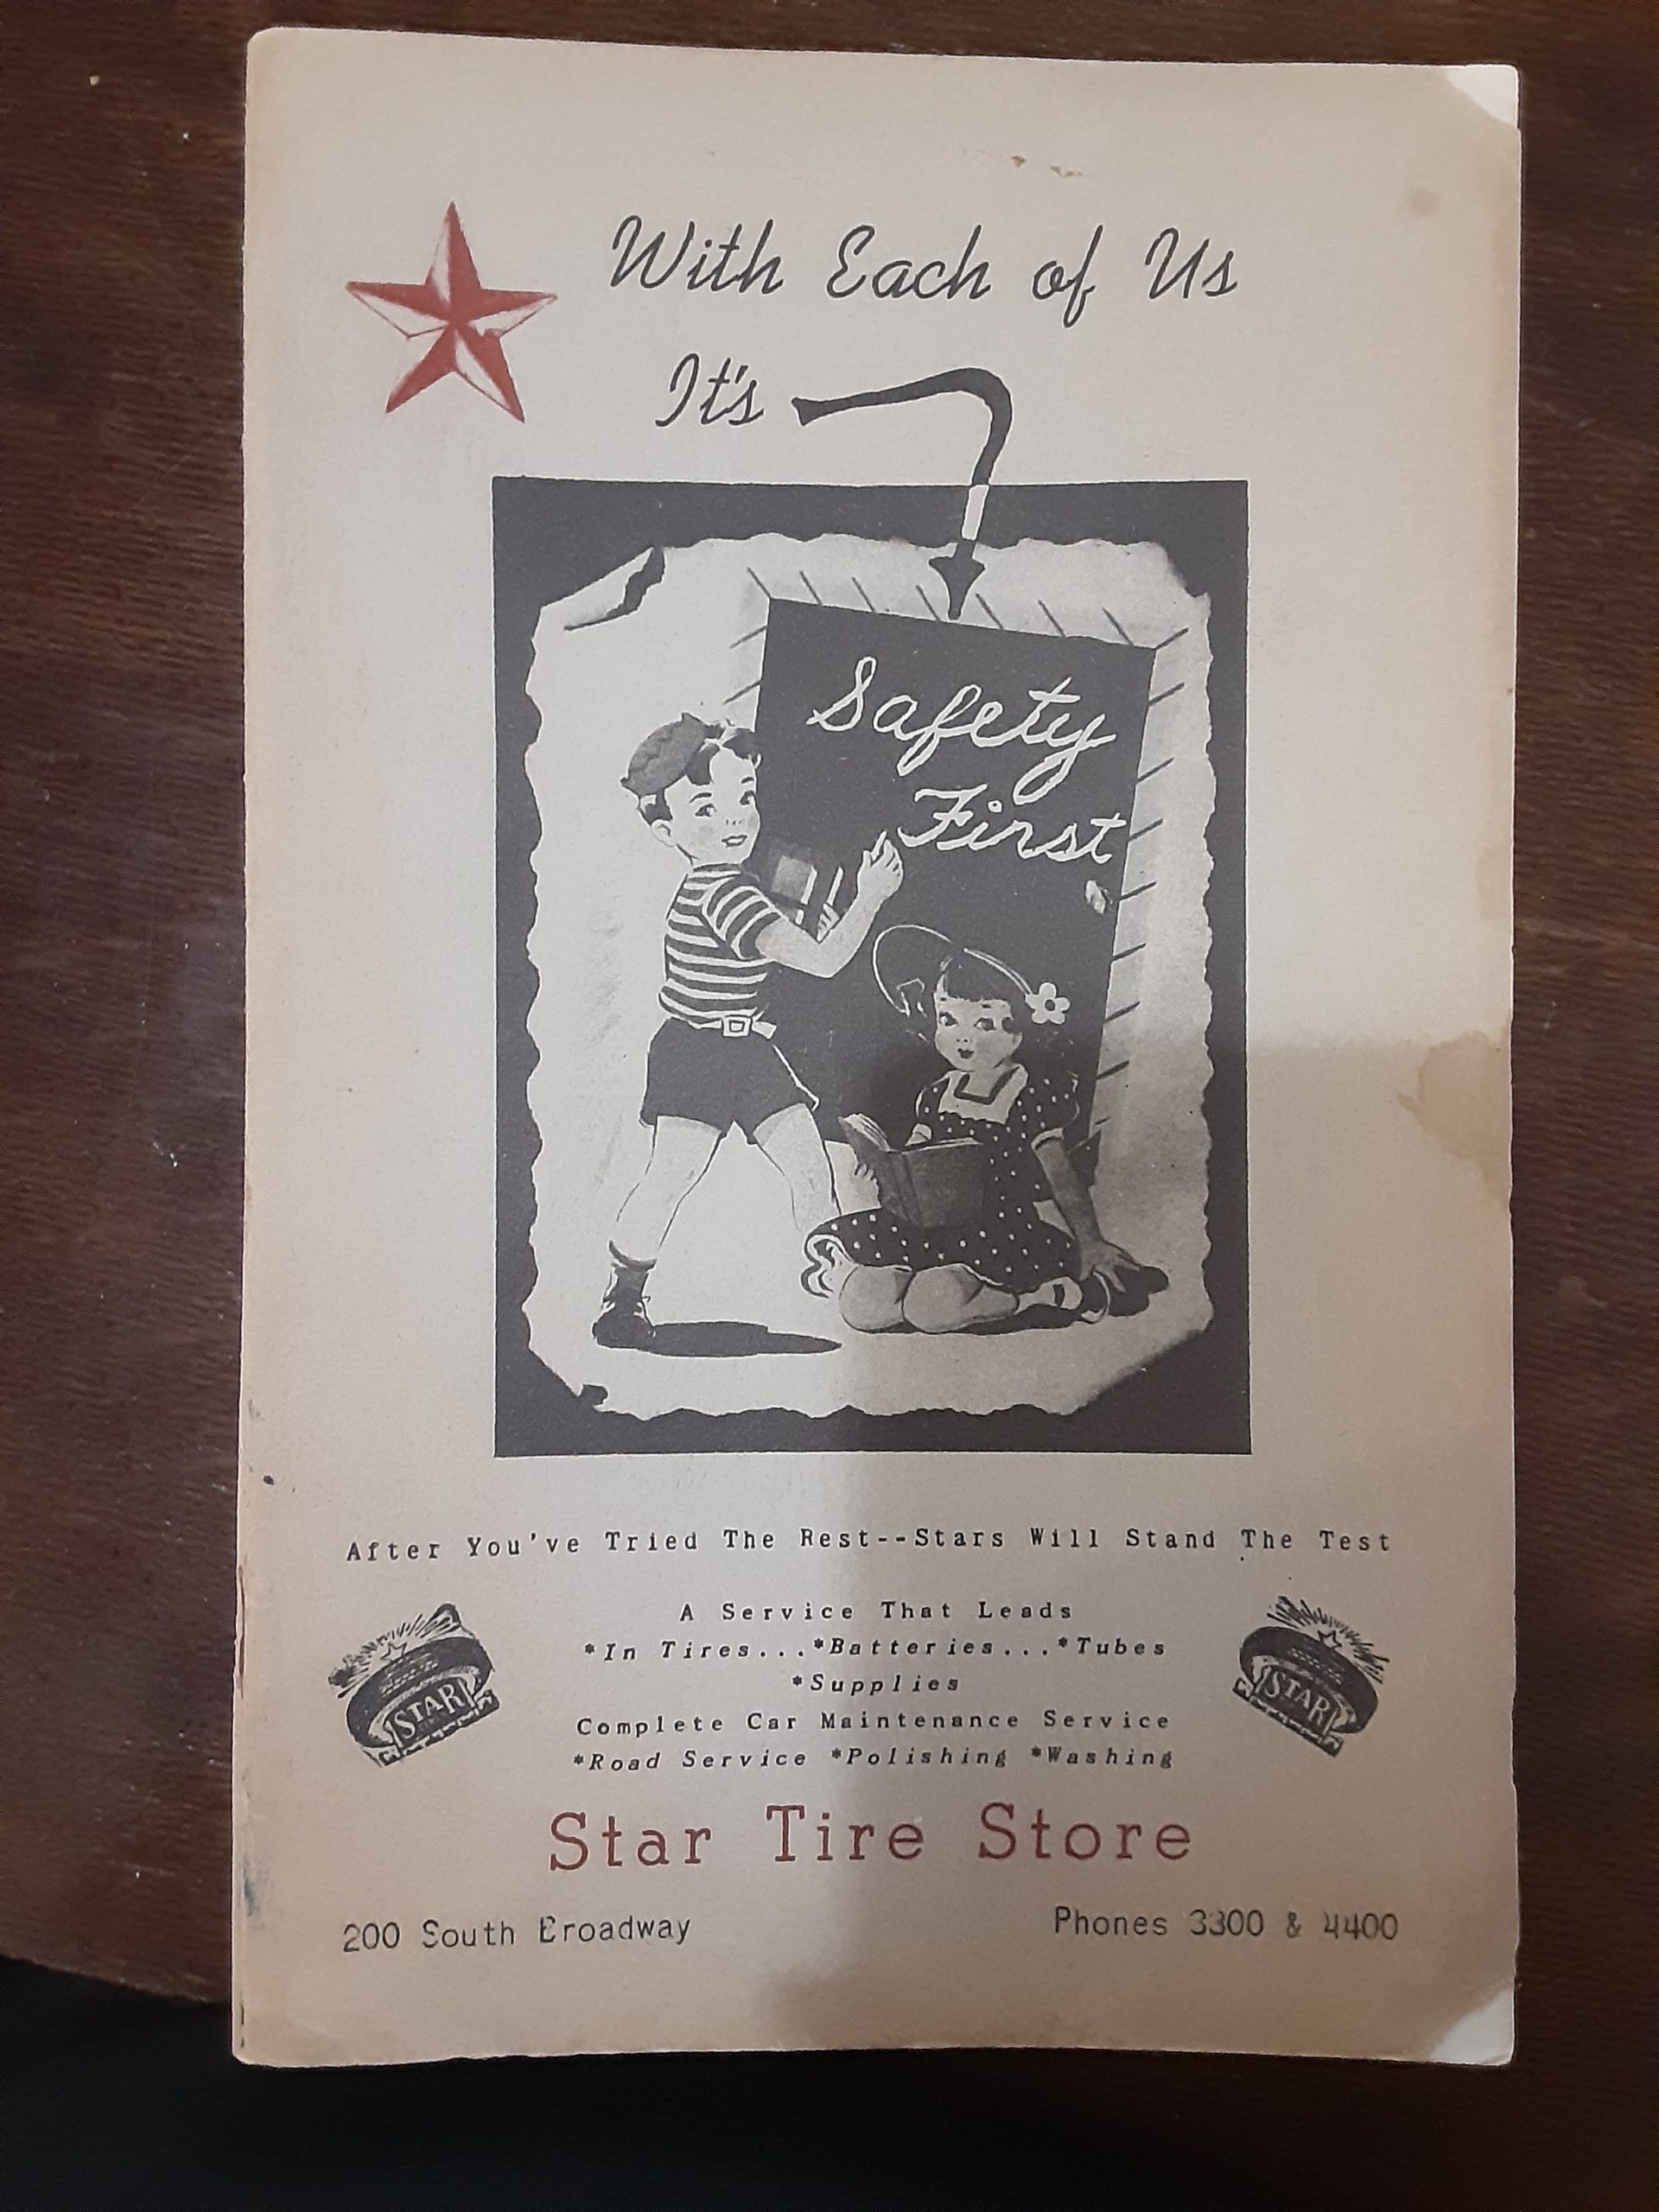 With Each of Us
It's
Safety
First
After You've Tried The Rest--Stars Will Stand The Test
A Service That Leads
*In Tires...*Batteries...*Tubes
*Supplies
Complete Car Maintenance Service
*Road Service *Polishing *Washing
STAR
STAR
Star Tire Store
200 South Broadway
Phones 3300 & 4400